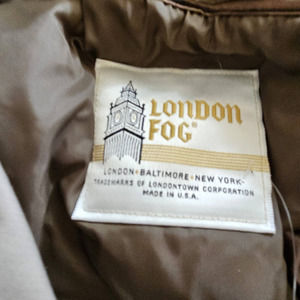 LONDON
FOG®
LONDON • BALTIMORE • NEW YORK •
TRADEMARKS OF LONDONTOWN CORPORATION
MADE IN U.S.A.